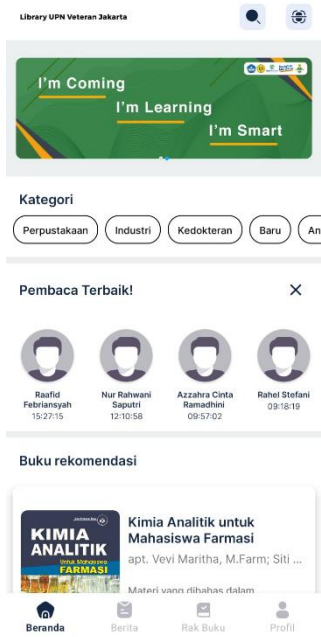 Library UPN Veteran Jakarta
I'm Coming
I'm Learning
I'm Smart
Kategori
Perpustakaan
Industri
Kedokteran
Baru
An
Pembaca Terbaik!
Raafid
Febriansyah
15:27:15
Nur Rahwani
Saputri
12:10:58
Azzahra Cinta
Ramadhini
09:57:02
Rahel Stefani
09:18:19
Buku rekomendasi
KIMIA
ANALITIK
Untuk Mahasiswa
FARMASI
Kimia Analitik untuk
Mahasiswa Farmasi
apt. Vevi Maritha, M.Farm; Siti ...
Materi yang dibahas dalam
Beranda
Berita
Rak Buku
Profil